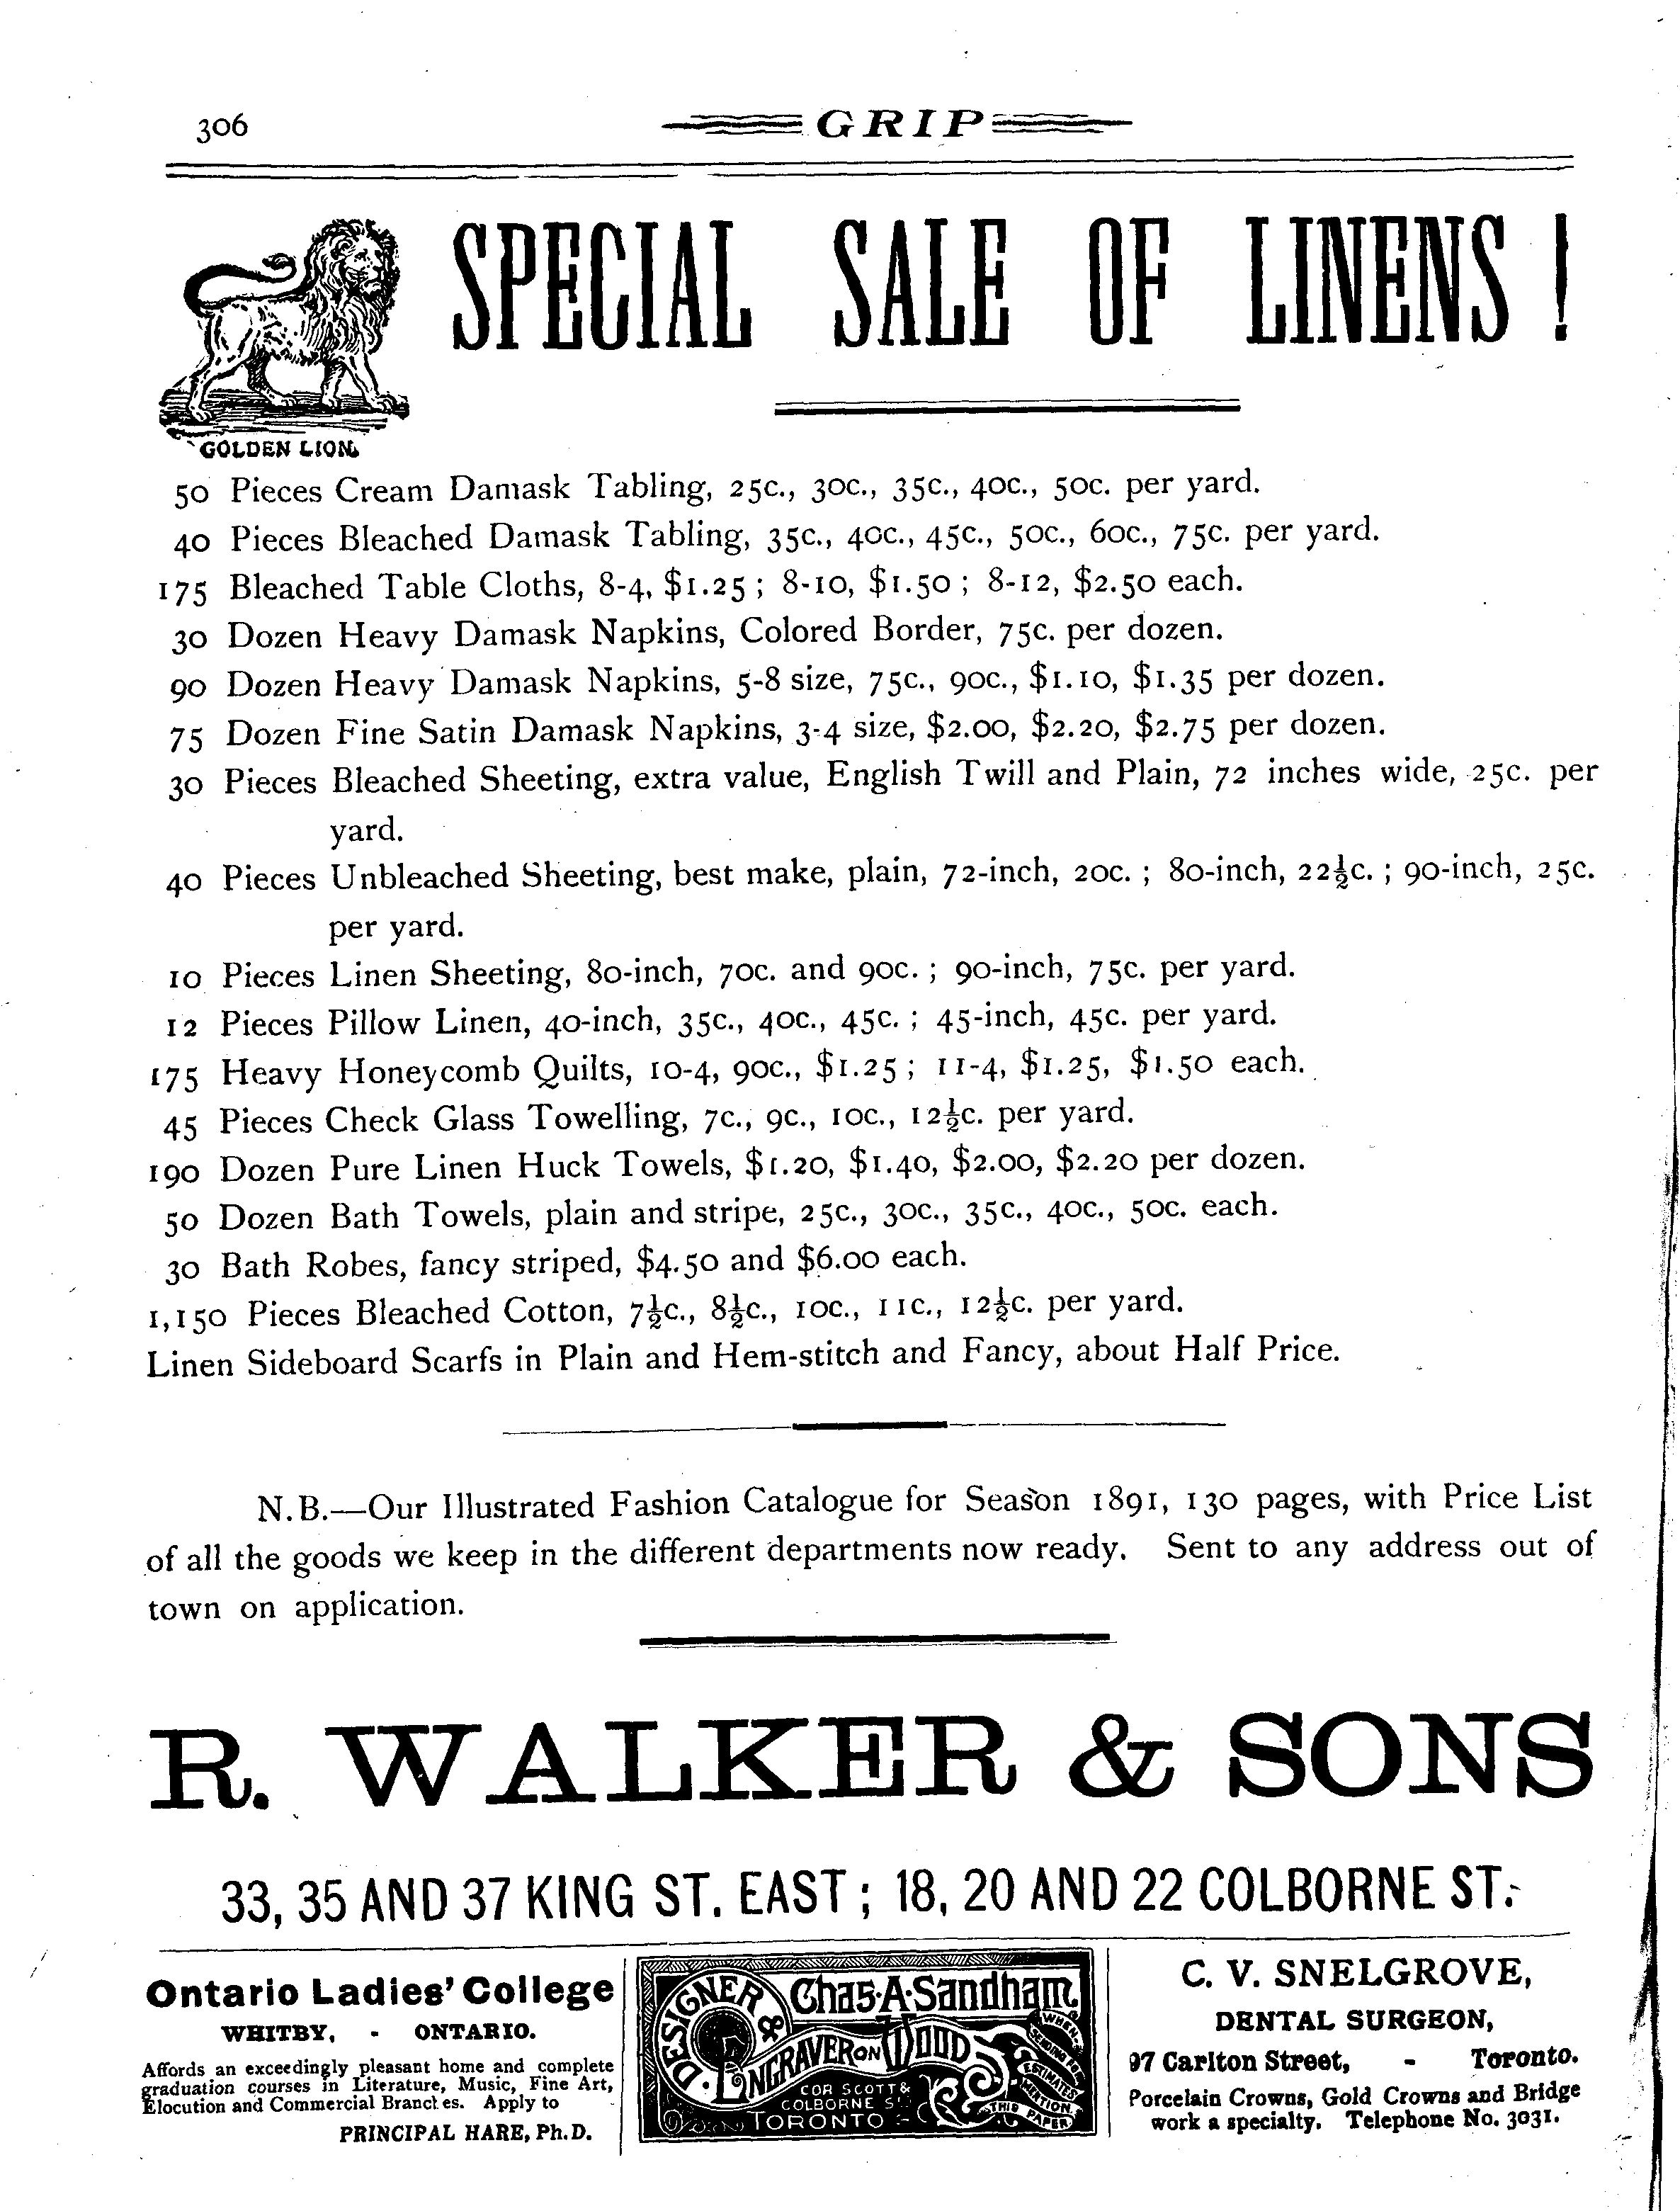 306
GRIP
SPECIAL SALE OF LINENS!
GOLDEN LION.
50 Pieces Cream Damask Tabling, 25c., 30c., 35c., 40c., 50c. per yard.
40 Pieces Bleached Damask Tabling, 35c., 40c., 45c., 50c., 60c., 75c. per yard.
175 Bleached Table Cloths, 8-4, $1.25; 8-10, $1.50; 8-12, $2.50 each.
30 Dozen Heavy Damask Napkins, Colored Border, 75c. per dozen.
90 Dozen Heavy Damask Napkins, 5-8 size, 75c., 90c., $1.10, $1.35 per dozen.
75 Dozen Fine Satin Damask Napkins, 3-4 size, $2.00, $2.20, $2.75 per dozen.
30 Pieces Bleached Sheeting, extra value, English Twill and Plain, 72 inches wide, 25c. per
yard.
40 Pieces Unbleached Sheeting, best make, plain, 72-inch, 20c.; 80-inch, 22½c.; 90-inch, 25c.
per yard.
10 Pieces Linen Sheeting, 80-inch, 70c. and 90c.; 90-inch, 75c. per yard.
12 Pieces Pillow Linen, 40-inch, 35c., 40c., 45c.; 45-inch, 45c. per yard.
175 Heavy Honeycomb Quilts, 10-4, 90c., $1.25; 11-4, $1.25, $1.50 each.
45 Pieces Check Glass Towelling, 7c., 9c., 10c., 12½c. per yard.
190 Dozen Pure Linen Huck Towels, $1.20, $1.40, $2.00, $2.20 per dozen.
50 Dozen Bath Towels, plain and stripe, 25c., 30c., 35c., 40c., 50c. each.
30 Bath Robes, fancy striped, $4.50 and $6.00 each.
1,150 Pieces Bleached Cotton, 7½c., 8½c., 10c., 11c., 12½c. per yard.
Linen Sideboard Scarfs in Plain and Hem-stitch and Fancy, about Half Price.
N.B.—Our Illustrated Fashion Catalogue for Season 1891, 130 pages, with Price List
of all the goods we keep in the different departments now ready. Sent to any address out of
town on application.
R. WALKER & SONS
33, 35 AND 37 KING ST. EAST; 18, 20 AND 22 COLBORNE ST.
Ontario Ladies' College
WHITBY, - ONTARIO.
Affords an exceedingly pleasant home and complete
graduation courses in Literature, Music, Fine Art,
Elocution and Commercial Branches. Apply to
PRINCIPAL HARE, Ph.D.
Chas. A. Sandham
DESIGNER &
ENGRAVER ON WOOD
COR SCOTT &
COLBORNE ST.
TORONTO
WHEN
SENDING FOR
ESTIMATES
MENTION
THIS PAPER
C. V. SNELGROVE,
DENTAL SURGEON,
97 Carlton Street, - Toronto.
Porcelain Crowns, Gold Crowns and Bridge
work a specialty. Telephone No. 3031.